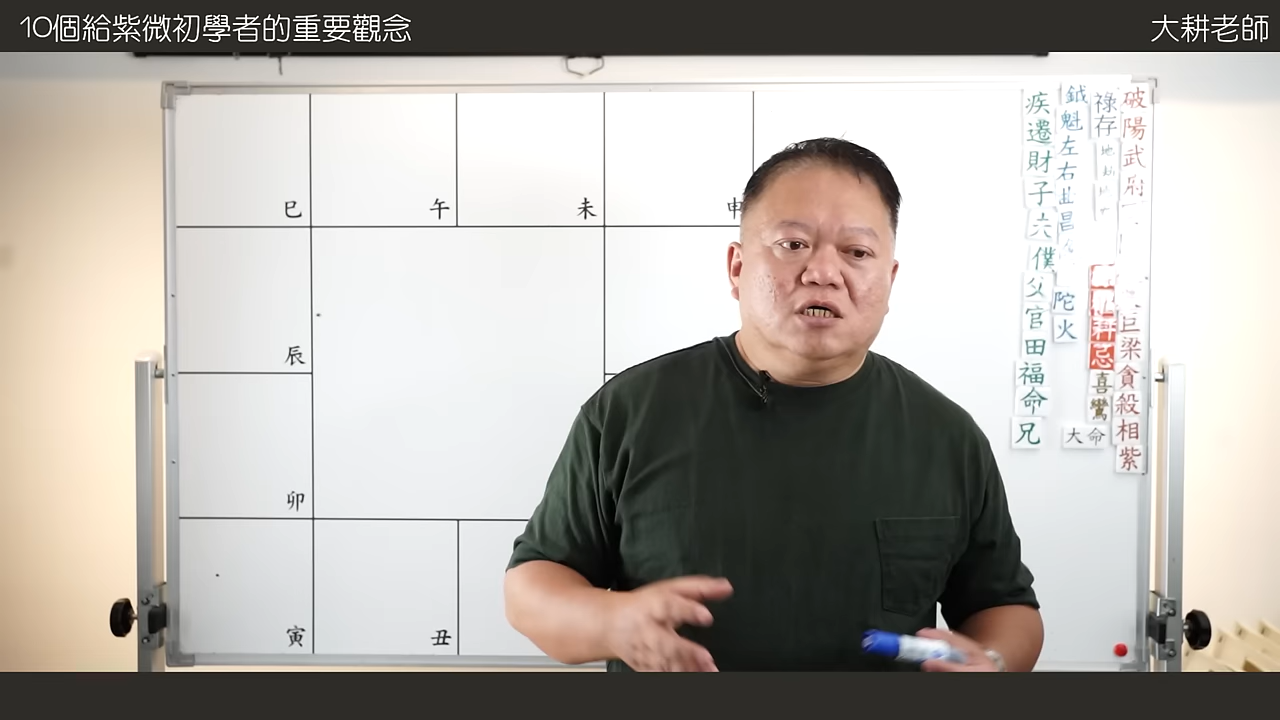 10個給紫微初學者的重要觀念
大耕老師
巳
午
未
申
辰
卯
寅
丑
疾遷財子六僕父官田福命兄
鉞魁左右曲昌
陀火
祿存
忌
喜鸞
大命
破陽武府
巨梁貪殺相紫